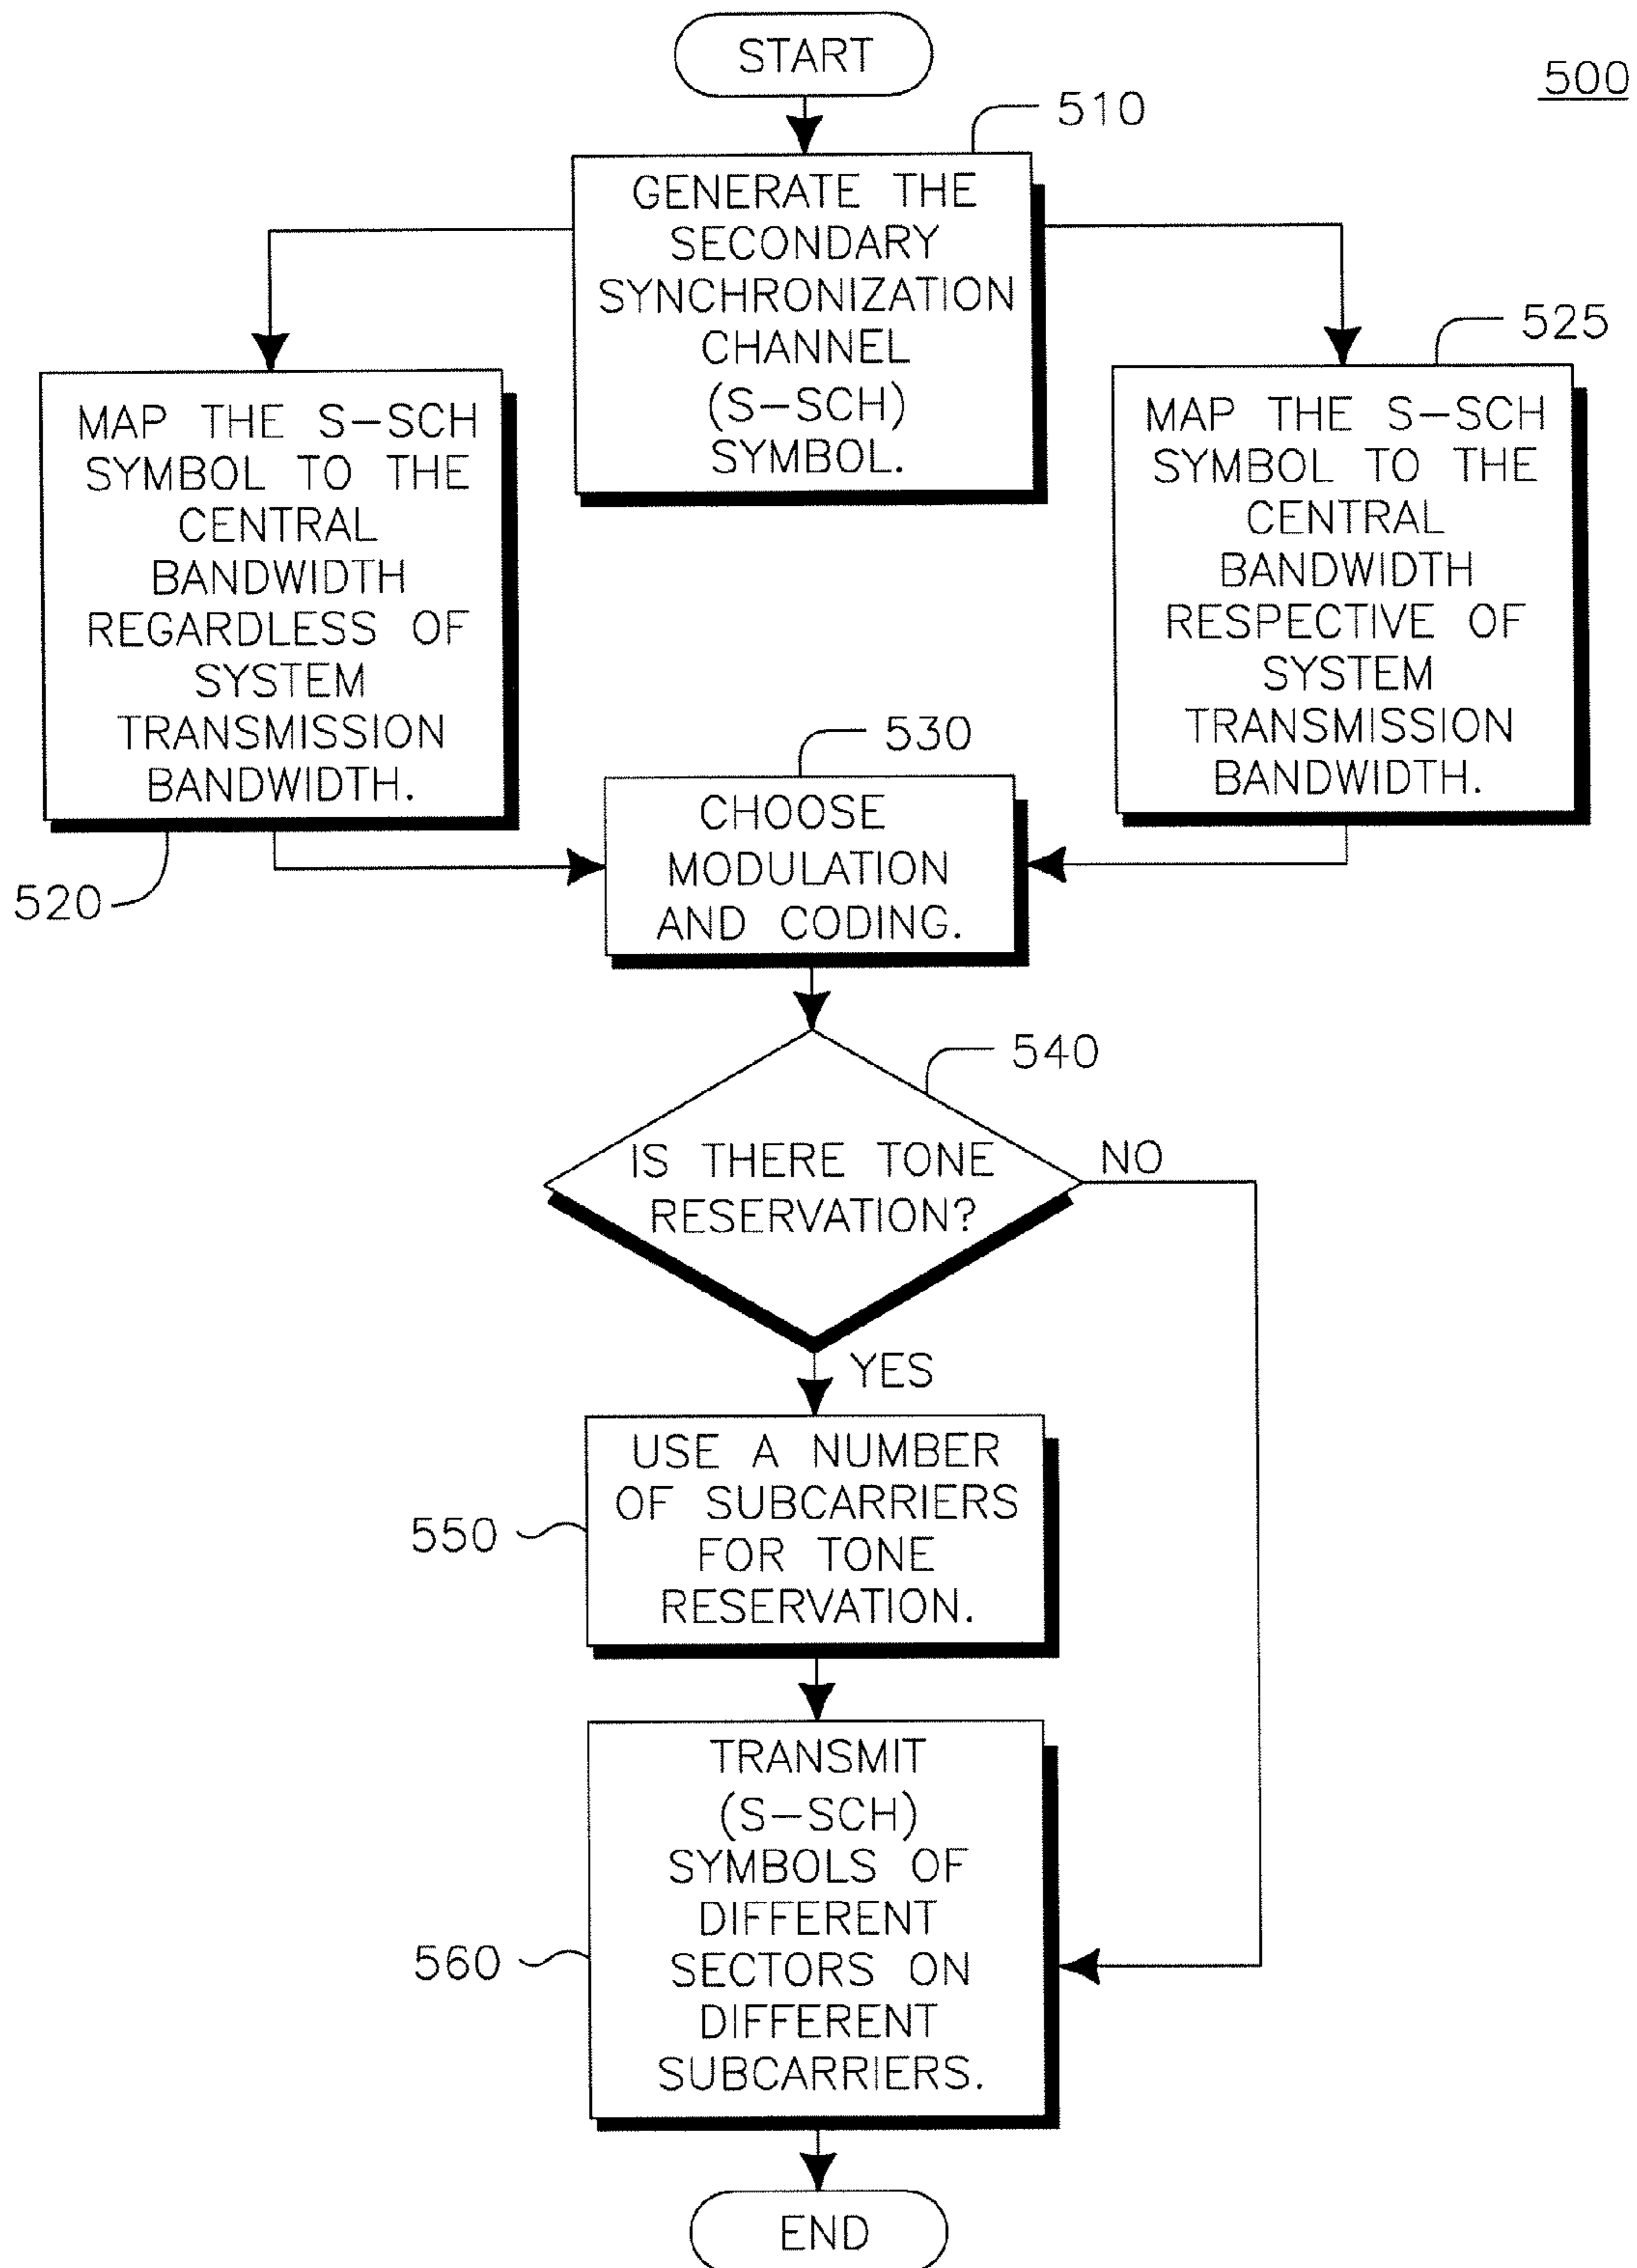 START
500
510
GENERATE THE
SECONDARY
SYNCHRONIZATION
CHANNEL
(S-SCH)
SYMBOL.
525
MAP THE S-SCH
SYMBOL TO THE
CENTRAL
BANDWIDTH
REGARDLESS OF
SYSTEM
TRANSMISSION
BANDWIDTH.
520
MAP THE S-SCH
SYMBOL TO THE
CENTRAL
BANDWIDTH
RESPECTIVE OF
SYSTEM
TRANSMISSION
BANDWIDTH.
530
CHOOSE
MODULATION
AND CODING.
540
IS THERE TONE
RESERVATION?
NO
YES
550
USE A NUMBER
OF SUBCARRIERS
FOR TONE
RESERVATION.
560
TRANSMIT
(S-SCH)
SYMBOLS OF
DIFFERENT
SECTORS ON
DIFFERENT
SUBCARRIERS.
END